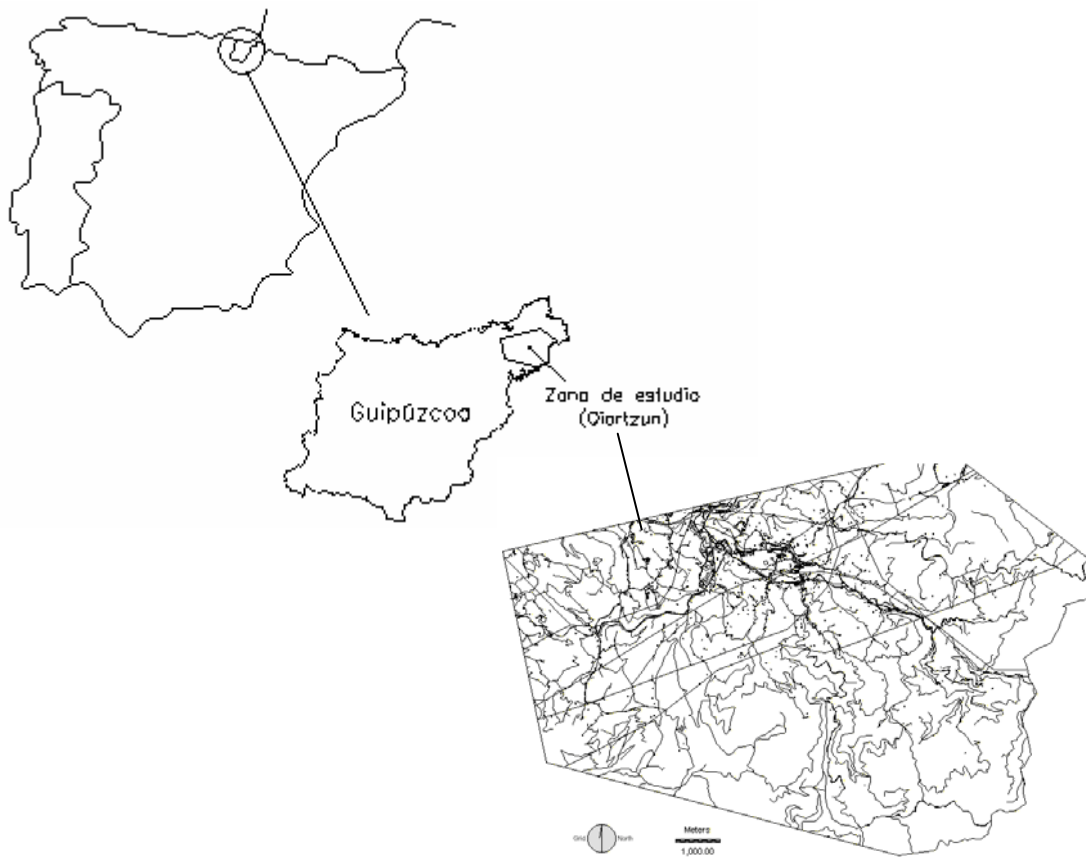 Guipúzcoa
Zona de estudio
(Oiartzun)
Grid North
Meters
1,000.00